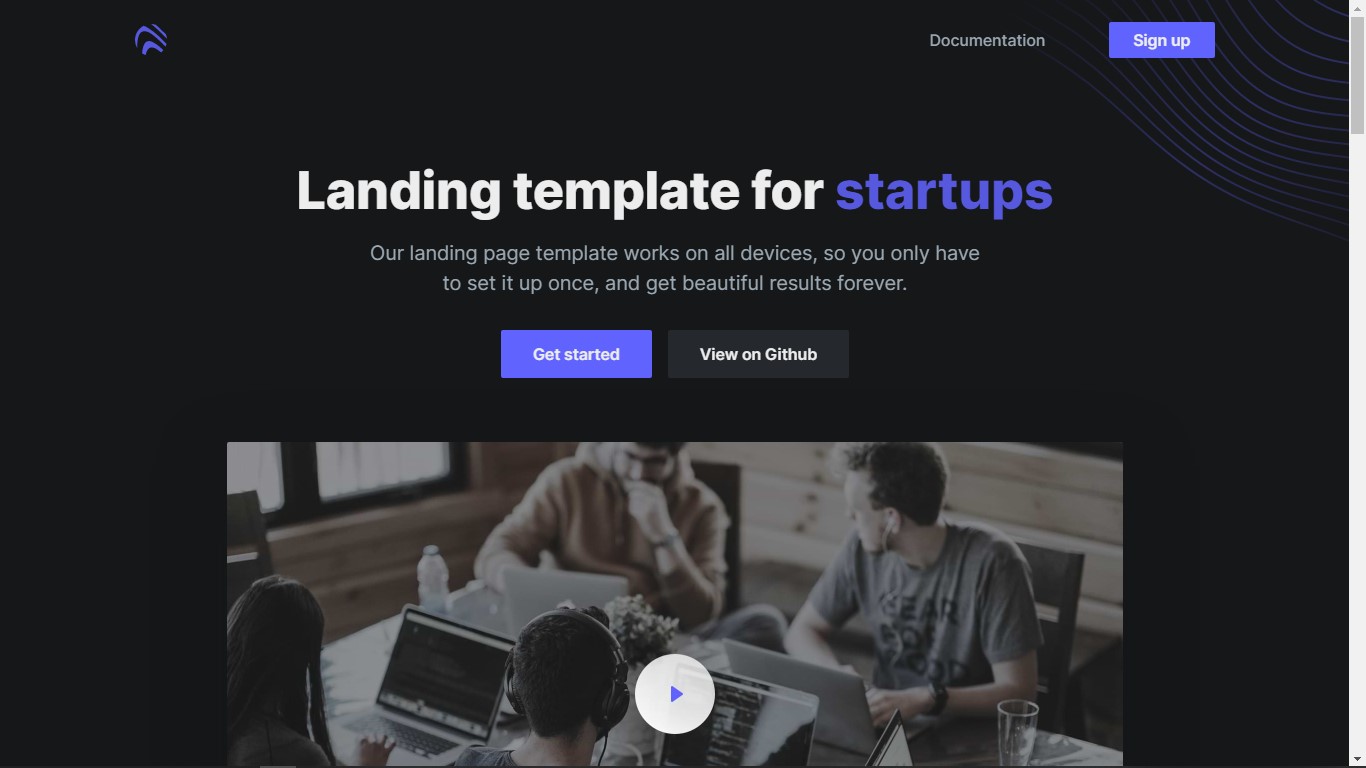 Documentation
Sign up
Landing template for startups
Our landing page template works on all devices, so you only have
to set it up once, and get beautiful results forever.
Get started
View on Github